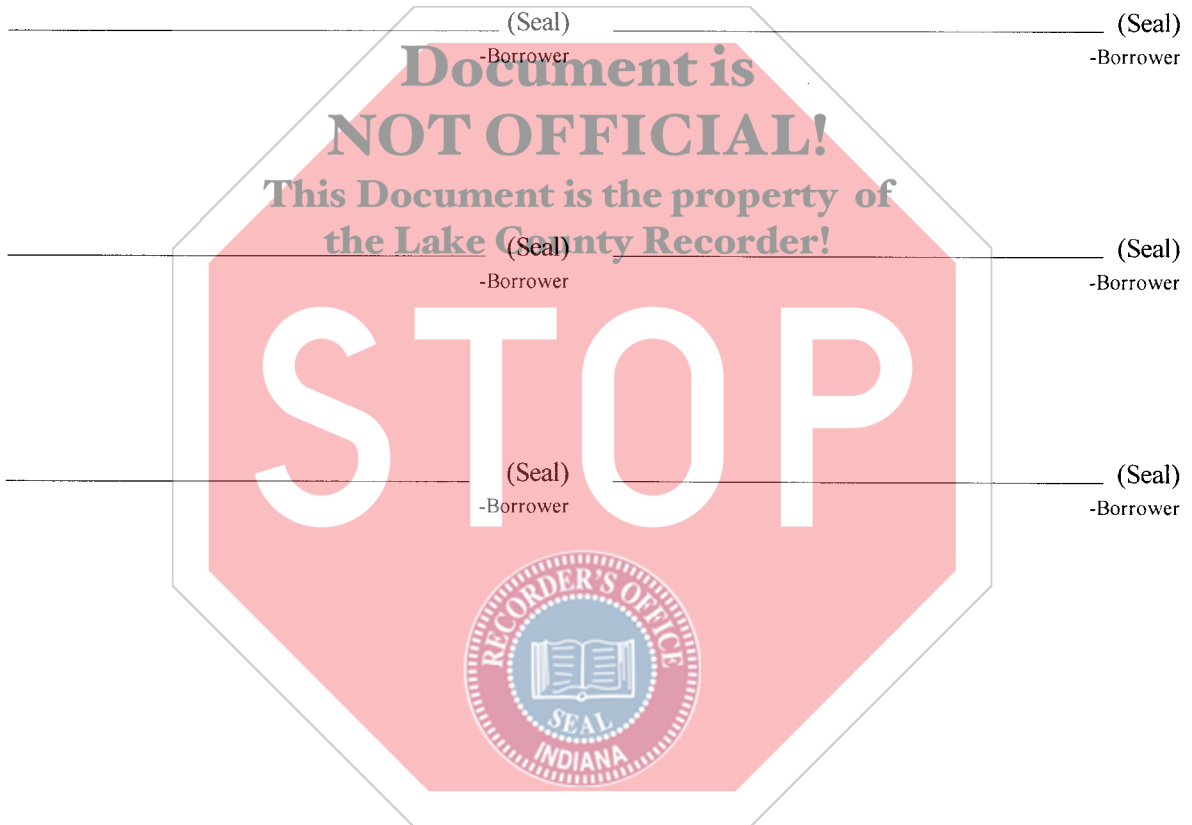 (Seal) (Seal)
-Borrower -Borrower
Document is
NOT OFFICIAL!
This Document is the property of
the Lake County Recorder!
(Seal) (Seal)
-Borrower -Borrower
STOP
(Seal) (Seal)
-Borrower -Borrower
RECORDER'S OFFICE
SEAL
INDIANA